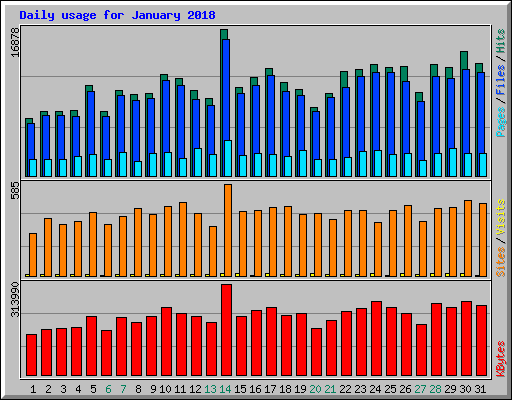 Daily usage for January 2018
16878
Pages / Files / Hits
585
Sites / Visits
313990
KBytes
1 2 3 4 5 6 7 8 9 10 11 12 13 14 15 16 17 18 19 20 21 22 23 24 25 26 27 28 29 30 31